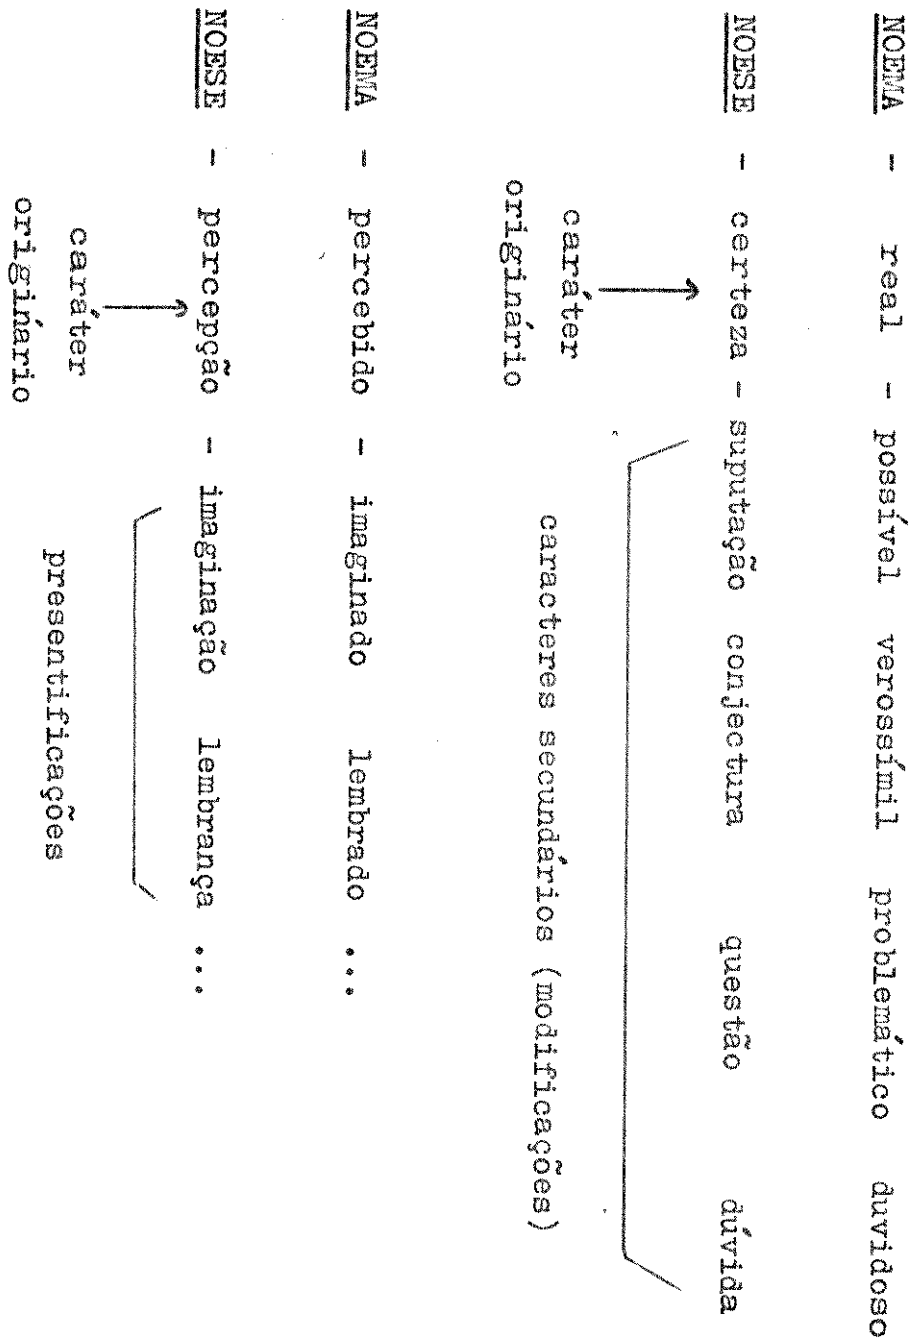 NOEMA - real - possível verossímil problemático duvidoso
NOESE - certeza - suputação conjectura questão dúvida
caráter
originário
caracteres secundários (modificações)
NOEMA - percebido - imaginado lembrado ...
NOESE - percepção - imaginação lembrança ...
caráter
originário
presentificações